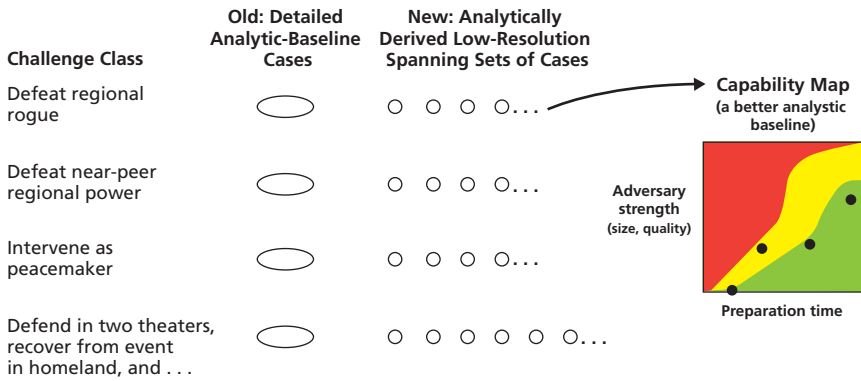 Challenge Class
Old: Detailed
Analytic-Baseline
Cases
New: Analytically
Derived Low-Resolution
Spanning Sets of Cases
Defeat regional
rogue
...
Capability Map
(a better analystic
baseline)
Defeat near-peer
regional power
...
Adversary
strength
(size, quality)
Intervene as
peacemaker
...
Preparation time
Defend in two theaters,
recover from event
in homeland, and . . .
...